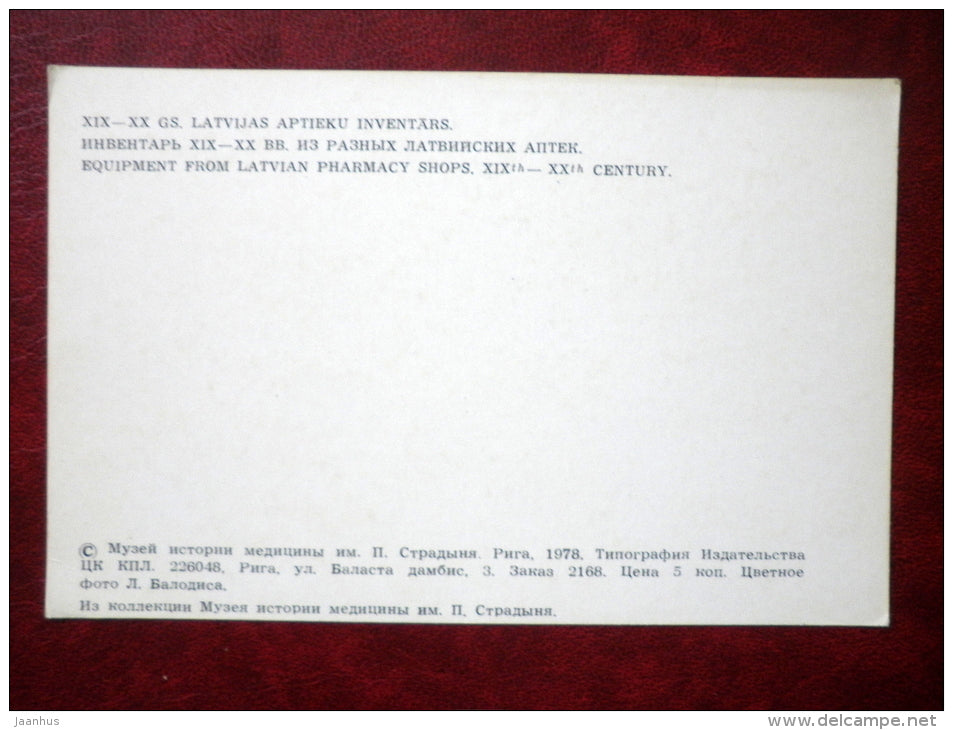 XIX—XX GS. LATVIJAS APTIEKU INVENTĀRS.
ИНВЕНТАРЬ XIX—XX ВВ. ИЗ РАЗНЫХ ЛАТВИЙСКИХ АПТЕК.
EQUIPMENT FROM LATVIAN PHARMACY SHOPS. XIXth— XXth CENTURY.
© Музей истории медицины им. П. Страдыня. Рига, 1978. Типография Издательства
ЦК КПЛ. 226048, Рига, ул. Баласта дамбис, 3. Заказ 2168. Цена 5 коп. Цветное
фото Л. Балодиса.
Из коллекции Музея истории медицины им. П. Страдыня.
Jaanhus
www.delcampe.net